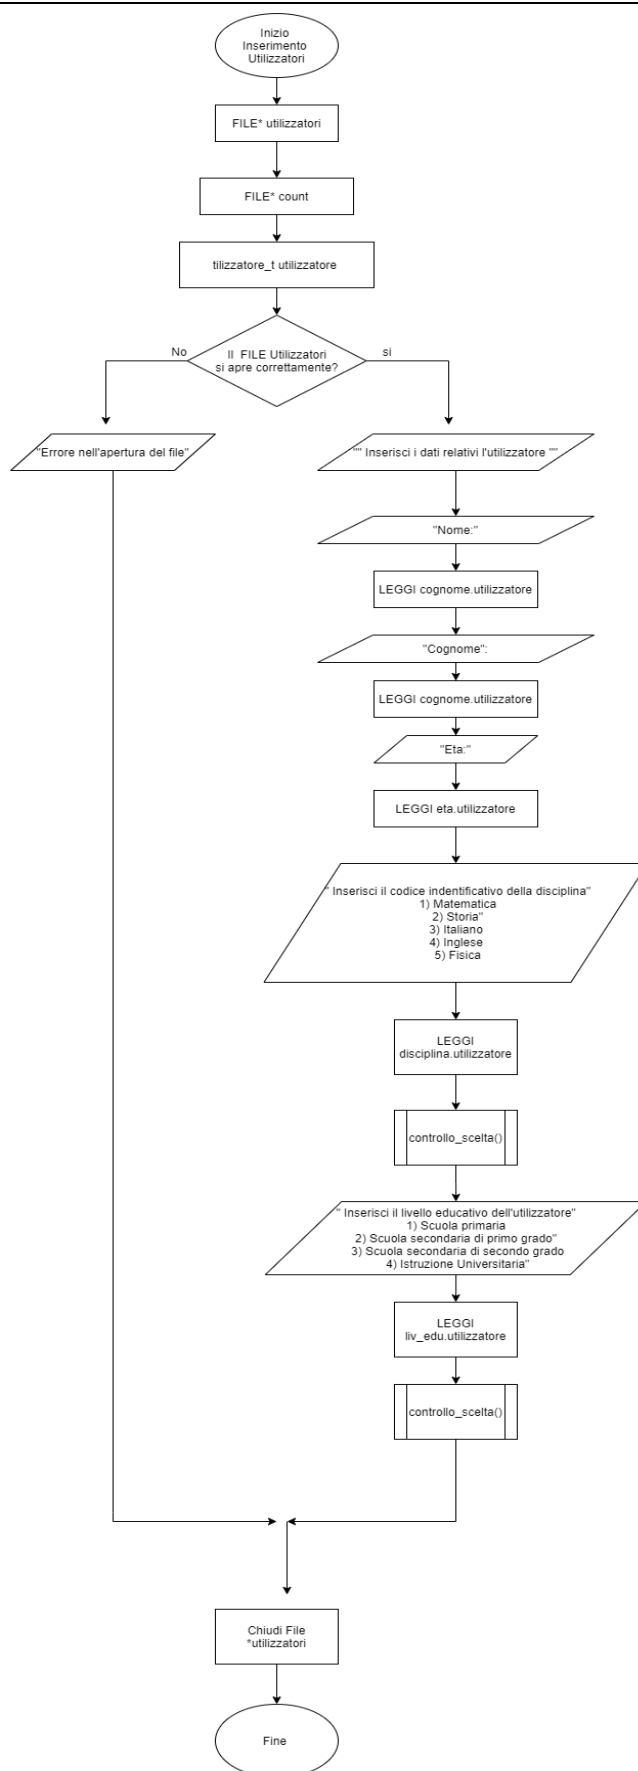 Inizio
Inserimento
Utilizzatori
FILE* utilizzatori
FILE* count
tilizzatore_t utilizzatore
Il FILE Utilizzatori
si apre correttamente?
No
si
"Errore nell'apertura del file"
"" Inserisci i dati relativi l'utilizzatore ""
"Nome:"
LEGGI cognome.utilizzatore
"Cognome":
LEGGI cognome.utilizzatore
"Eta:"
LEGGI eta.utilizzatore
" Inserisci il codice indentificativo della disciplina"
1) Matematica
2) Storia"
3) Italiano
4) Inglese
5) Fisica
LEGGI
disciplina.utilizzatore
controllo_scelta()
" Inserisci il livello educativo dell'utilizzatore"
1) Scuola primaria
2) Scuola secondaria di primo grado"
3) Scuola secondaria di secondo grado
4) Istruzione Universitaria"
LEGGI
liv_edu.utilizzatore
controllo_scelta()
Chiudi File
*utilizzatori
Fine